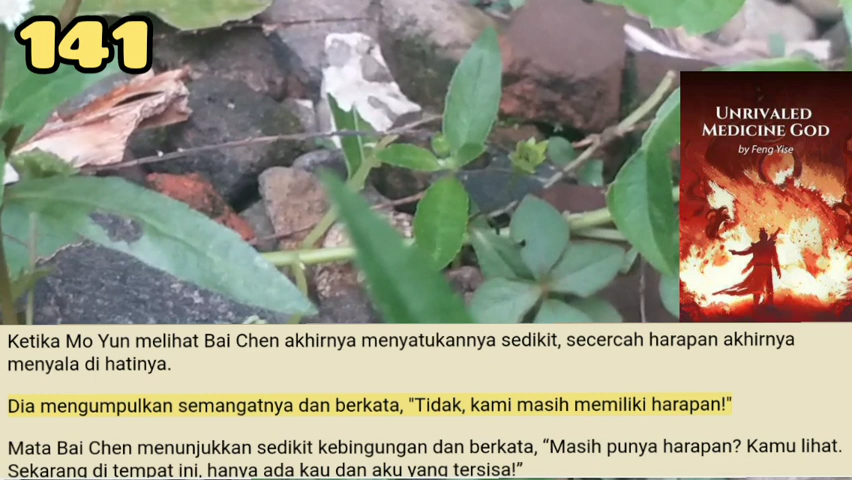 141
UNRIVALED
MEDICINE GOD
by Feng Yise
Ketika Mo Yun melihat Bai Chen akhirnya menyatukannya sedikit, secercah harapan akhirnya
menyala di hatinya.
Dia mengumpulkan semangatnya dan berkata, "Tidak, kami masih memiliki harapan!"
Mata Bai Chen menunjukkan sedikit kebingungan dan berkata, “Masih punya harapan? Kamu lihat.
Sekarang di tempat ini, hanya ada kau dan aku yang tersisa!”